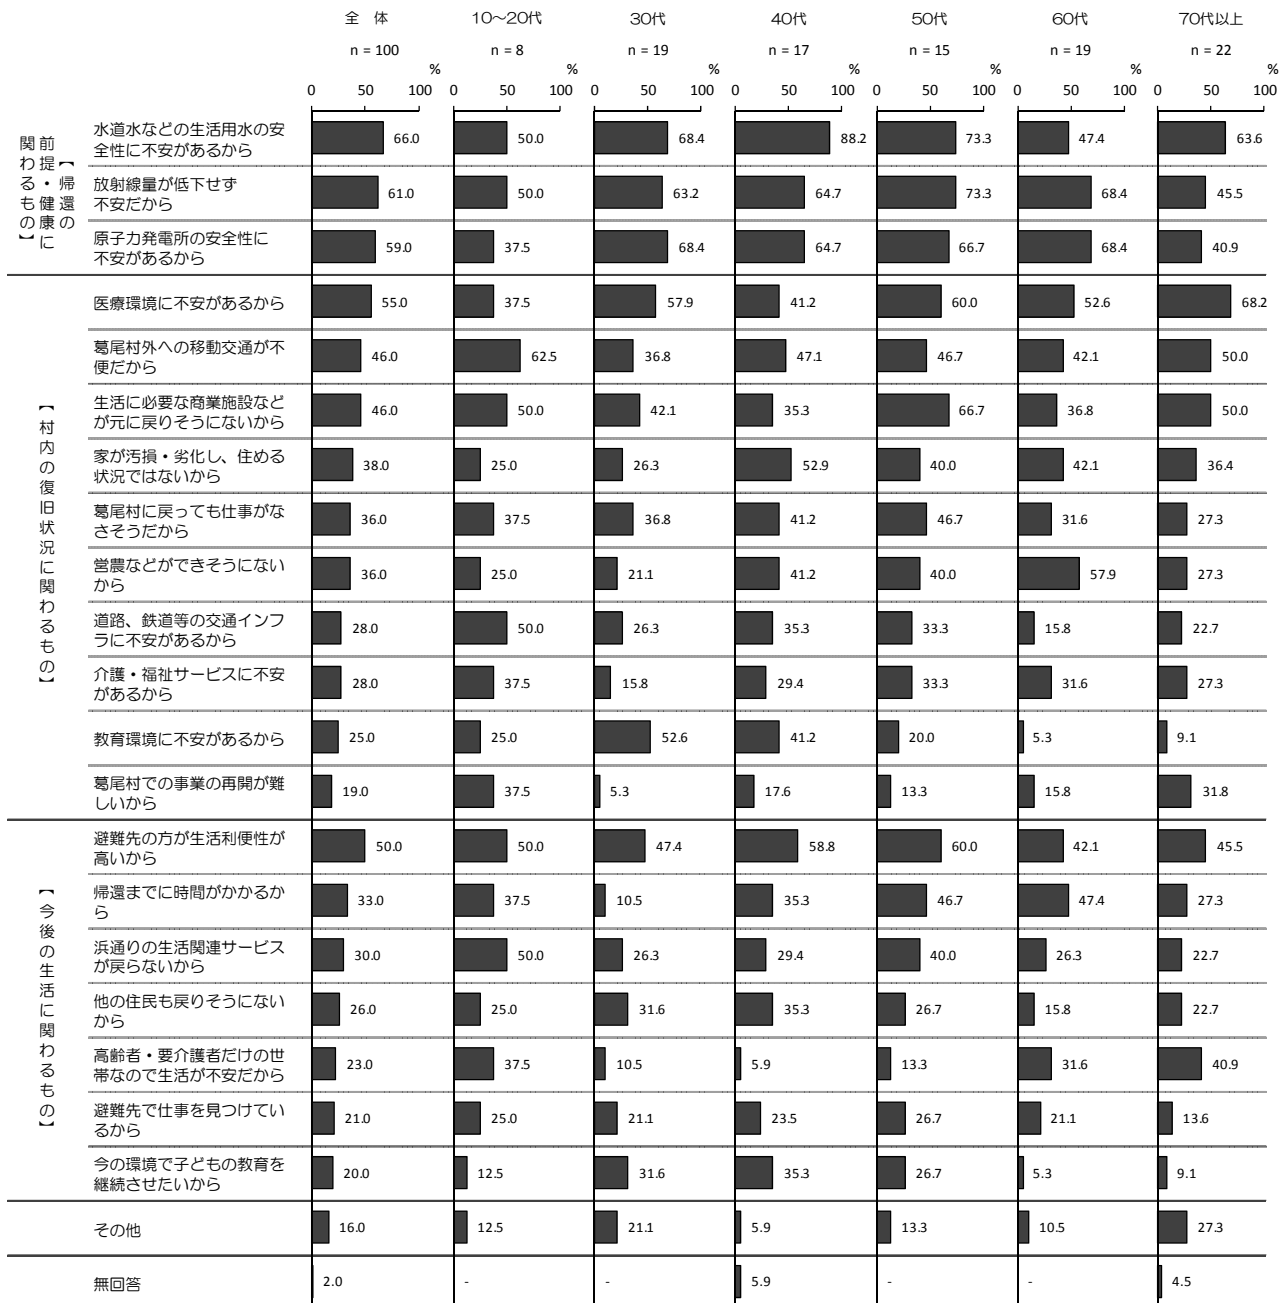 全 体 10〜20代 30代 40代 50代 60代 70代以上
n = 100 n = 8 n = 19 n = 17 n = 15 n = 19 n = 22
% % % % % % %
0 50 100 0 50 100 0 50 100 0 50 100 0 50 100 0 50 100 0 50 100
【帰還の
前提・健康に
関わるもの】
水道水などの生活用水の安
全性に不安があるから
66.0 50.0 68.4 88.2 73.3 47.4 63.6
放射線量が低下せず
不安だから
61.0 50.0 63.2 64.7 73.3 68.4 45.5
原子力発電所の安全性に
不安があるから
59.0 37.5 68.4 64.7 66.7 68.4 40.9
【村内の復旧状況に関わるもの】
医療環境に不安があるから
55.0 37.5 57.9 41.2 60.0 52.6 68.2
葛尾村外への移動交通が不
便だから
46.0 62.5 36.8 47.1 46.7 42.1 50.0
生活に必要な商業施設など
が元に戻りそうにないから
46.0 50.0 42.1 35.3 66.7 36.8 50.0
家が汚損・劣化し、住める
状況ではないから
38.0 25.0 26.3 52.9 40.0 42.1 36.4
葛尾村に戻っても仕事がな
さそうだから
36.0 37.5 36.8 41.2 46.7 31.6 27.3
営農などができそうにない
から
36.0 25.0 21.1 41.2 40.0 57.9 27.3
道路、鉄道等の交通インフ
ラに不安があるから
28.0 50.0 26.3 35.3 33.3 15.8 22.7
介護・福祉サービスに不安
があるから
28.0 37.5 15.8 29.4 33.3 31.6 27.3
教育環境に不安があるから
25.0 25.0 52.6 41.2 20.0 5.3 9.1
葛尾村での事業の再開が難
しいから
19.0 37.5 5.3 17.6 13.3 15.8 31.8
【今後の生活に関わるもの】
避難先の方が生活利便性が
高いから
50.0 50.0 47.4 58.8 60.0 42.1 45.5
帰還までに時間がかかるか
ら
33.0 37.5 10.5 35.3 46.7 47.4 27.3
浜通りの生活関連サービス
が戻らないから
30.0 50.0 26.3 29.4 40.0 26.3 22.7
他の住民も戻りそうにない
から
26.0 25.0 31.6 35.3 26.7 15.8 22.7
高齢者・要介護者だけの世
帯なので生活が不安だから
23.0 37.5 10.5 5.9 13.3 31.6 40.9
避難先で仕事を見つけてい
るから
21.0 25.0 21.1 23.5 26.7 21.1 13.6
今の環境で子どもの教育を
継続させたいから
20.0 12.5 31.6 35.3 26.7 5.3 9.1
その他
16.0 12.5 21.1 5.9 13.3 10.5 27.3
無回答
2.0 - - 5.9 - - 4.5